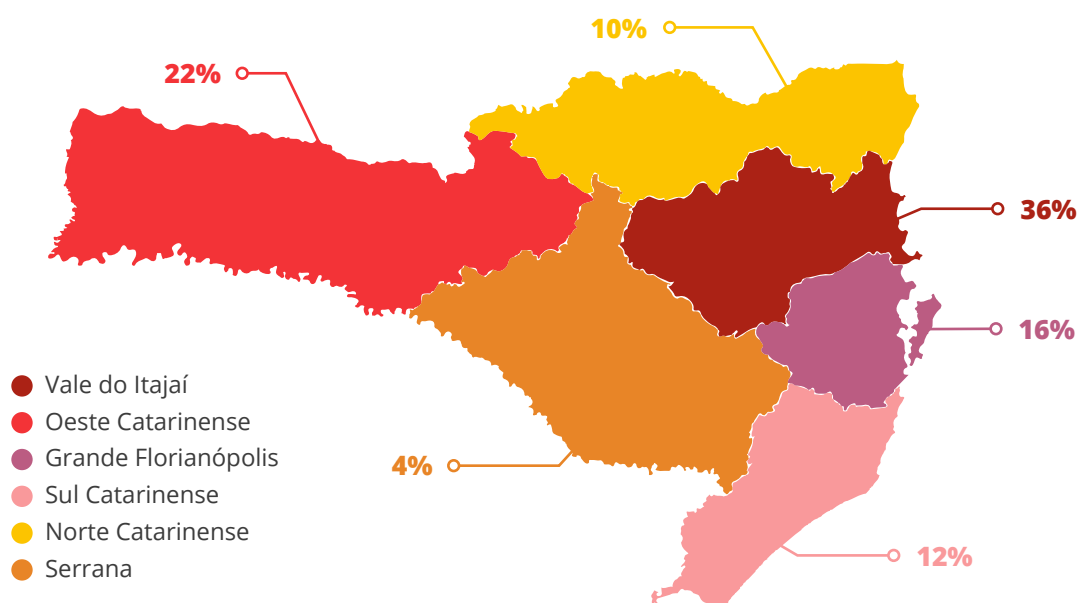 10%
22%
36%
16%
Vale do Itajaí
Oeste Catarinense
Grande Florianópolis
4%
Sul Catarinense
Norte Catarinense
12%
Serrana